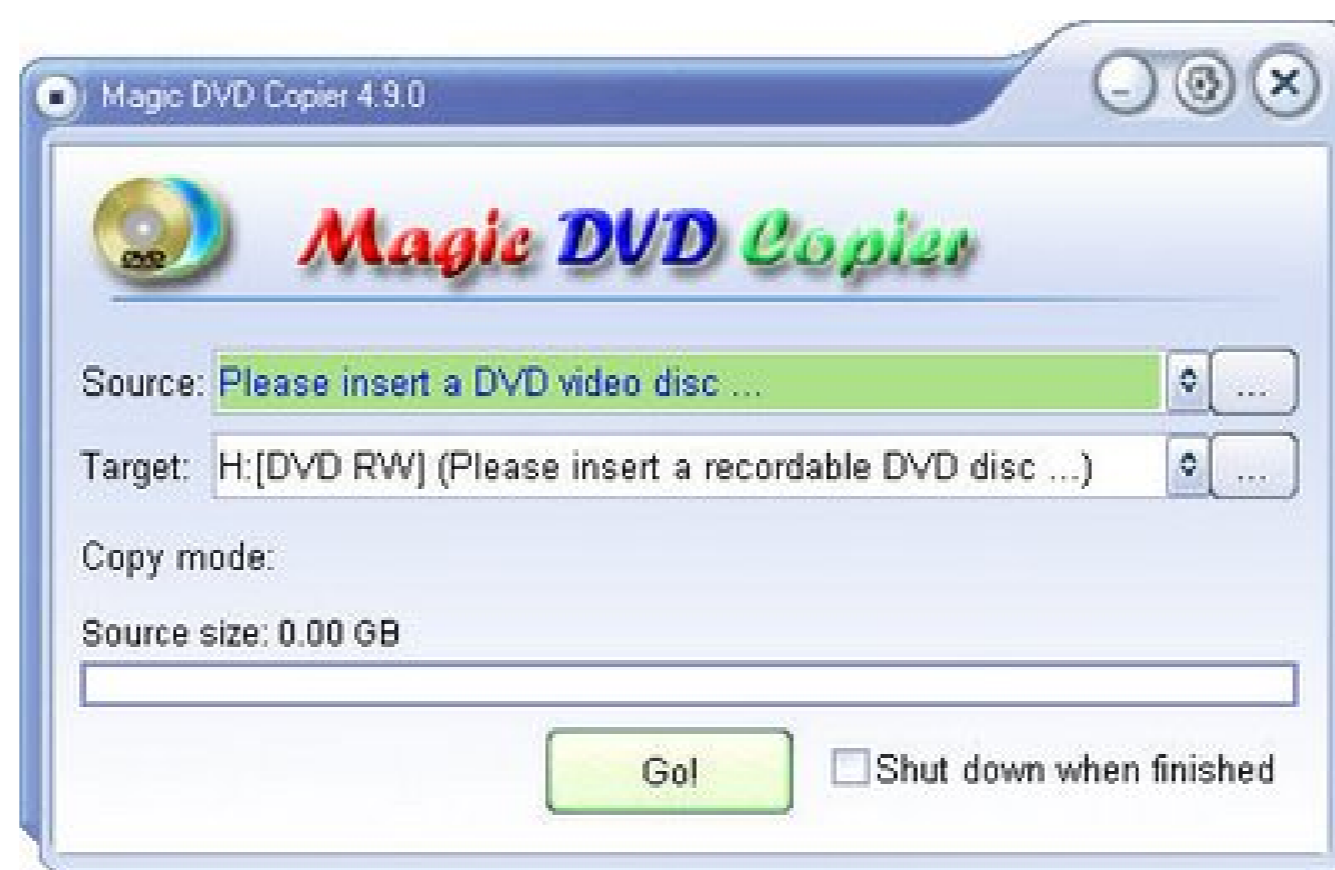 Magic DVD Copier 4.9.0
DVD
Magic DVD Copier
Source: Please insert a DVD video disc ... ...
Target: H:[DVD RW] (Please insert a recordable DVD disc ...) ...
Copy mode:
Source size: 0.00 GB
Go! Shut down when finished